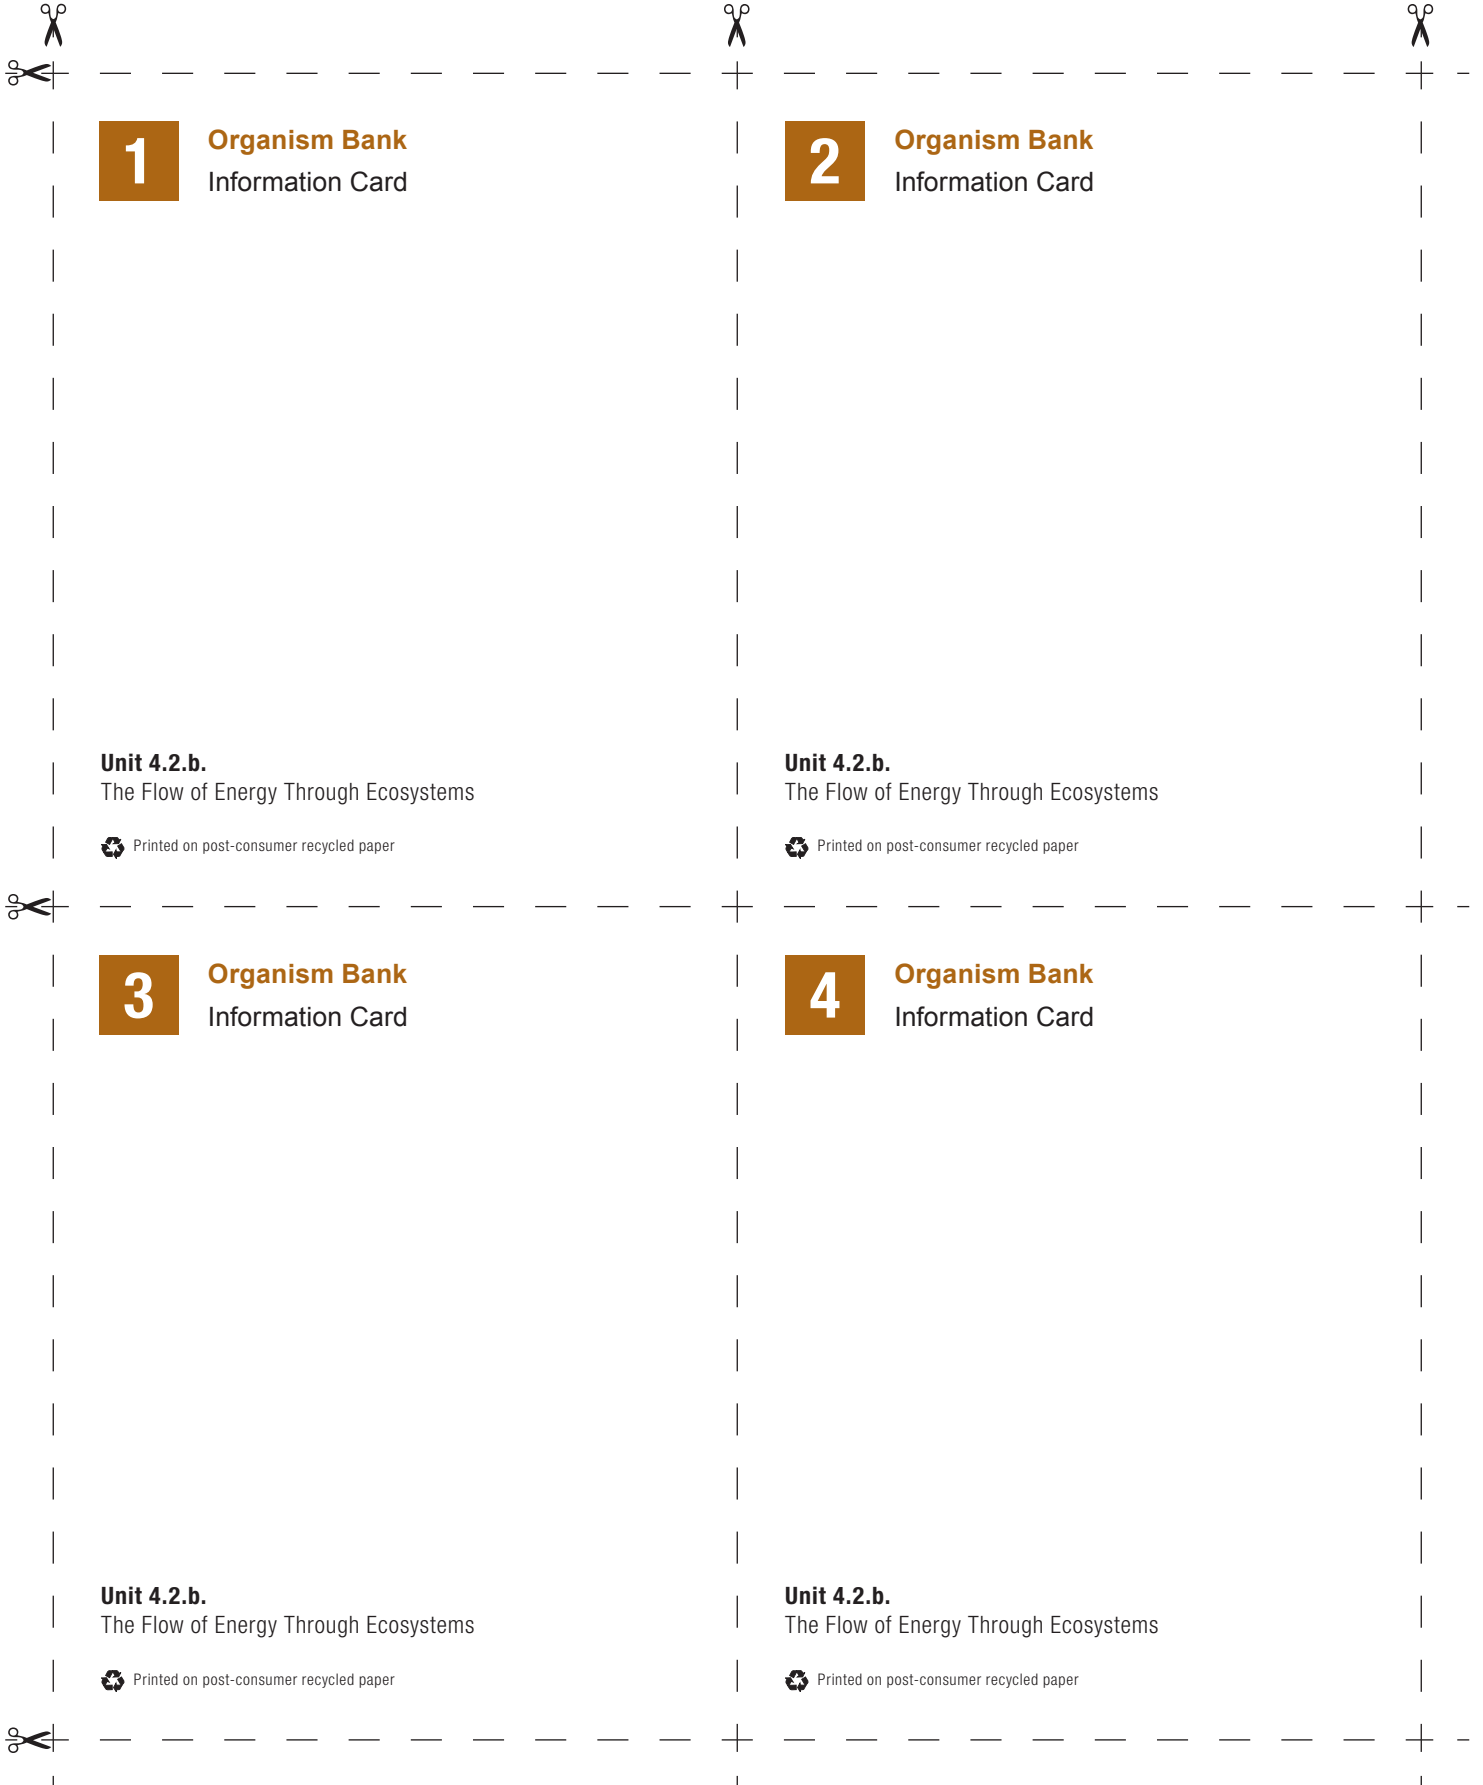 1
Organism Bank
Information Card
Unit 4.2.b.
The Flow of Energy Through Ecosystems
Printed on post-consumer recycled paper
2
Organism Bank
Information Card
Unit 4.2.b.
The Flow of Energy Through Ecosystems
Printed on post-consumer recycled paper
3
Organism Bank
Information Card
Unit 4.2.b.
The Flow of Energy Through Ecosystems
Printed on post-consumer recycled paper
4
Organism Bank
Information Card
Unit 4.2.b.
The Flow of Energy Through Ecosystems
Printed on post-consumer recycled paper